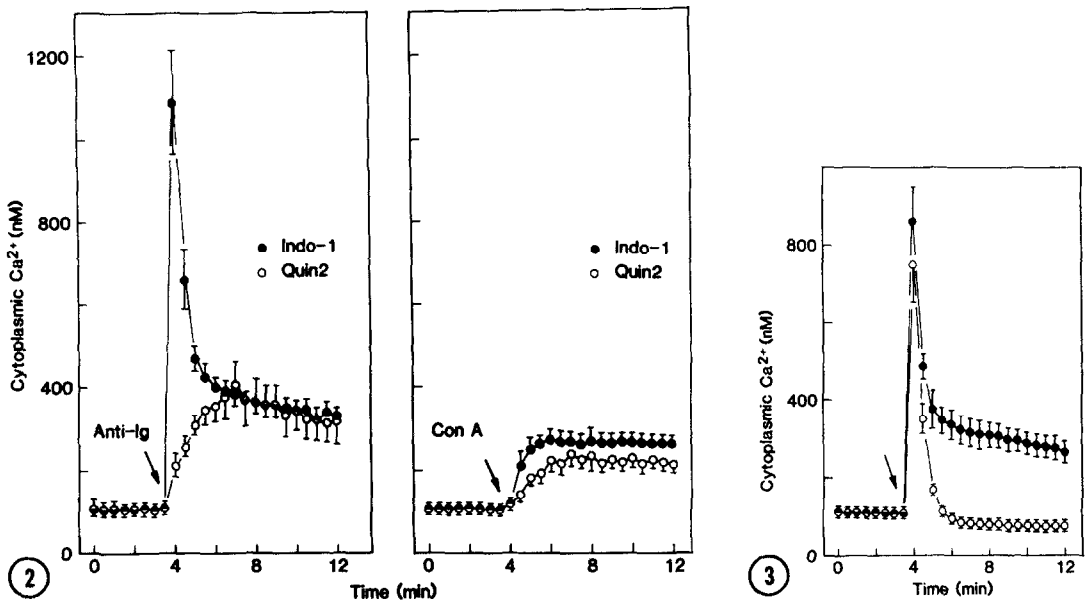 Cytoplasmic Ca2+ (nM)
1200
800
400
0
● Indo-1
○ Quin2
Anti-Ig
0 4 8 12
2
● Indo-1
○ Quin2
Con A
0 4 8 12
Time (min)
Cytoplasmic Ca2+ (nM)
800
400
0
0 4 8 12
3
Time (min)